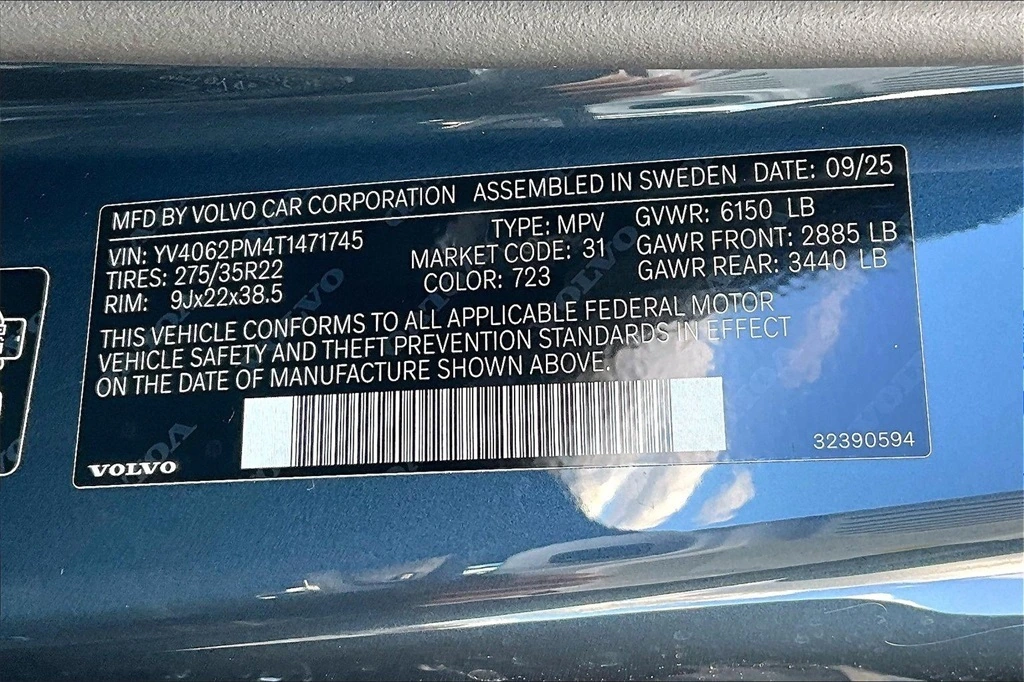 MFD BY VOLVO CAR CORPORATION ASSEMBLED IN SWEDEN DATE: 09/25
VIN: YV4062PM4T1471745 TYPE: MPV GVWR: 6150 LB
TIRES: 275/35R22 MARKET CODE: 31 GAWR FRONT: 2885 LB
RIM: 9Jx22x38.5 COLOR: 723 GAWR REAR: 3440 LB
THIS VEHICLE CONFORMS TO ALL APPLICABLE FEDERAL MOTOR
VEHICLE SAFETY AND THEFT PREVENTION STANDARDS IN EFFECT
ON THE DATE OF MANUFACTURE SHOWN ABOVE.
VOLVO 32390594